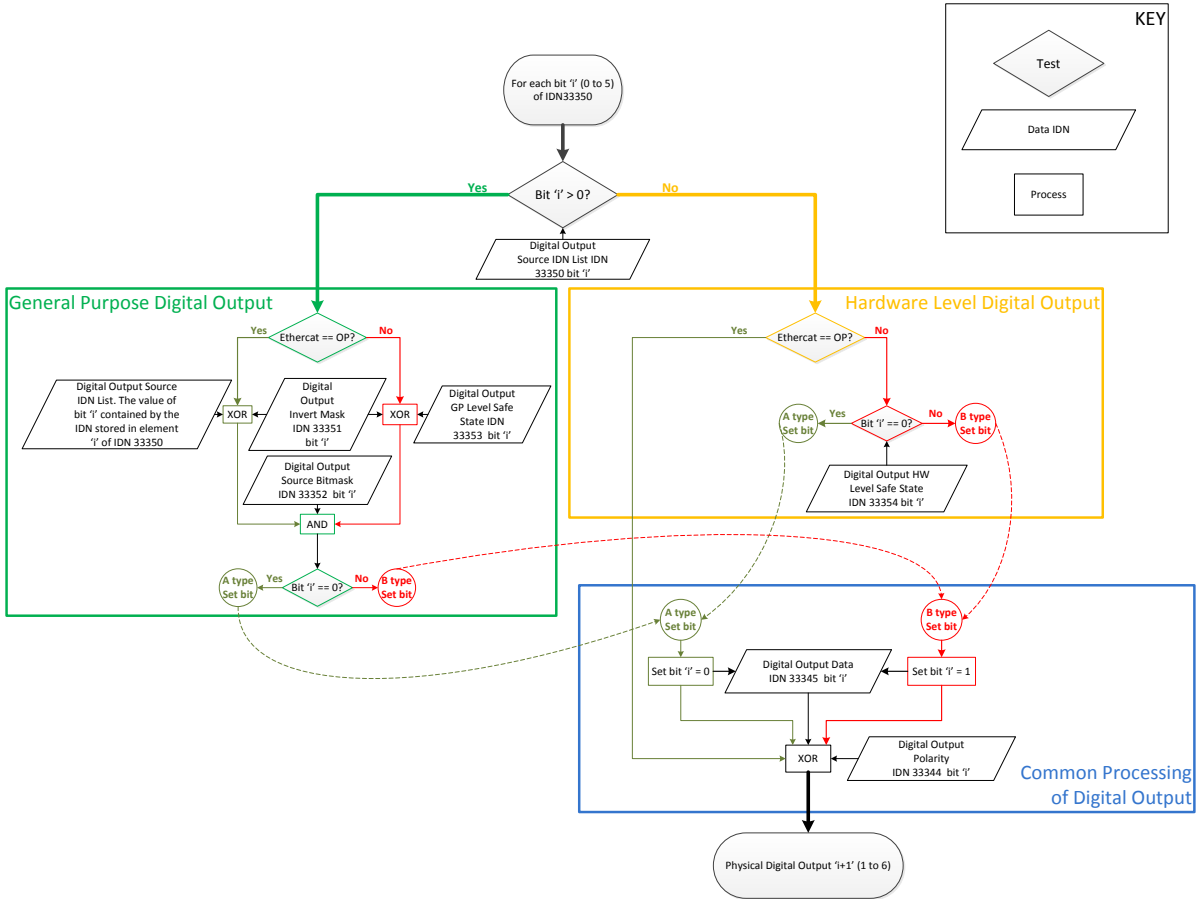 KEY
Test
Data IDN
Process
For each bit ‘i’ (0 to 5)
of IDN33350
Yes
No
Bit ‘i’ > 0?
Digital Output
Source IDN List IDN
33350 bit ‘i’
General Purpose Digital Output
Yes
Ethercat == OP?
No
Digital Output Source
IDN List. The value of
bit ‘i’ contained by the
IDN stored in element
‘i’ of IDN 33350
XOR
Digital
Output
Invert Mask
IDN 33351
bit ‘i’
XOR
Digital Output
GP Level Safe
State IDN
33353 bit ‘i’
Digital Output
Source Bitmask
IDN 33352 bit ‘i’
AND
A type
Set bit
Yes
Bit ‘i’ == 0?
No
B type
Set bit
Hardware Level Digital Output
Yes
Ethercat == OP?
No
A type
Set bit
Yes
Bit ‘i’ == 0?
No
B type
Set bit
Digital Output HW
Level Safe State
IDN 33354 bit ‘i’
A type
Set bit
B type
Set bit
Set bit ‘i’ = 0
Digital Output Data
IDN 33345 bit ‘i’
Set bit ‘i’ = 1
XOR
Digital Output
Polarity
IDN 33344 bit ‘i’
Common Processing
of Digital Output
Physical Digital Output ‘i+1’ (1 to 6)